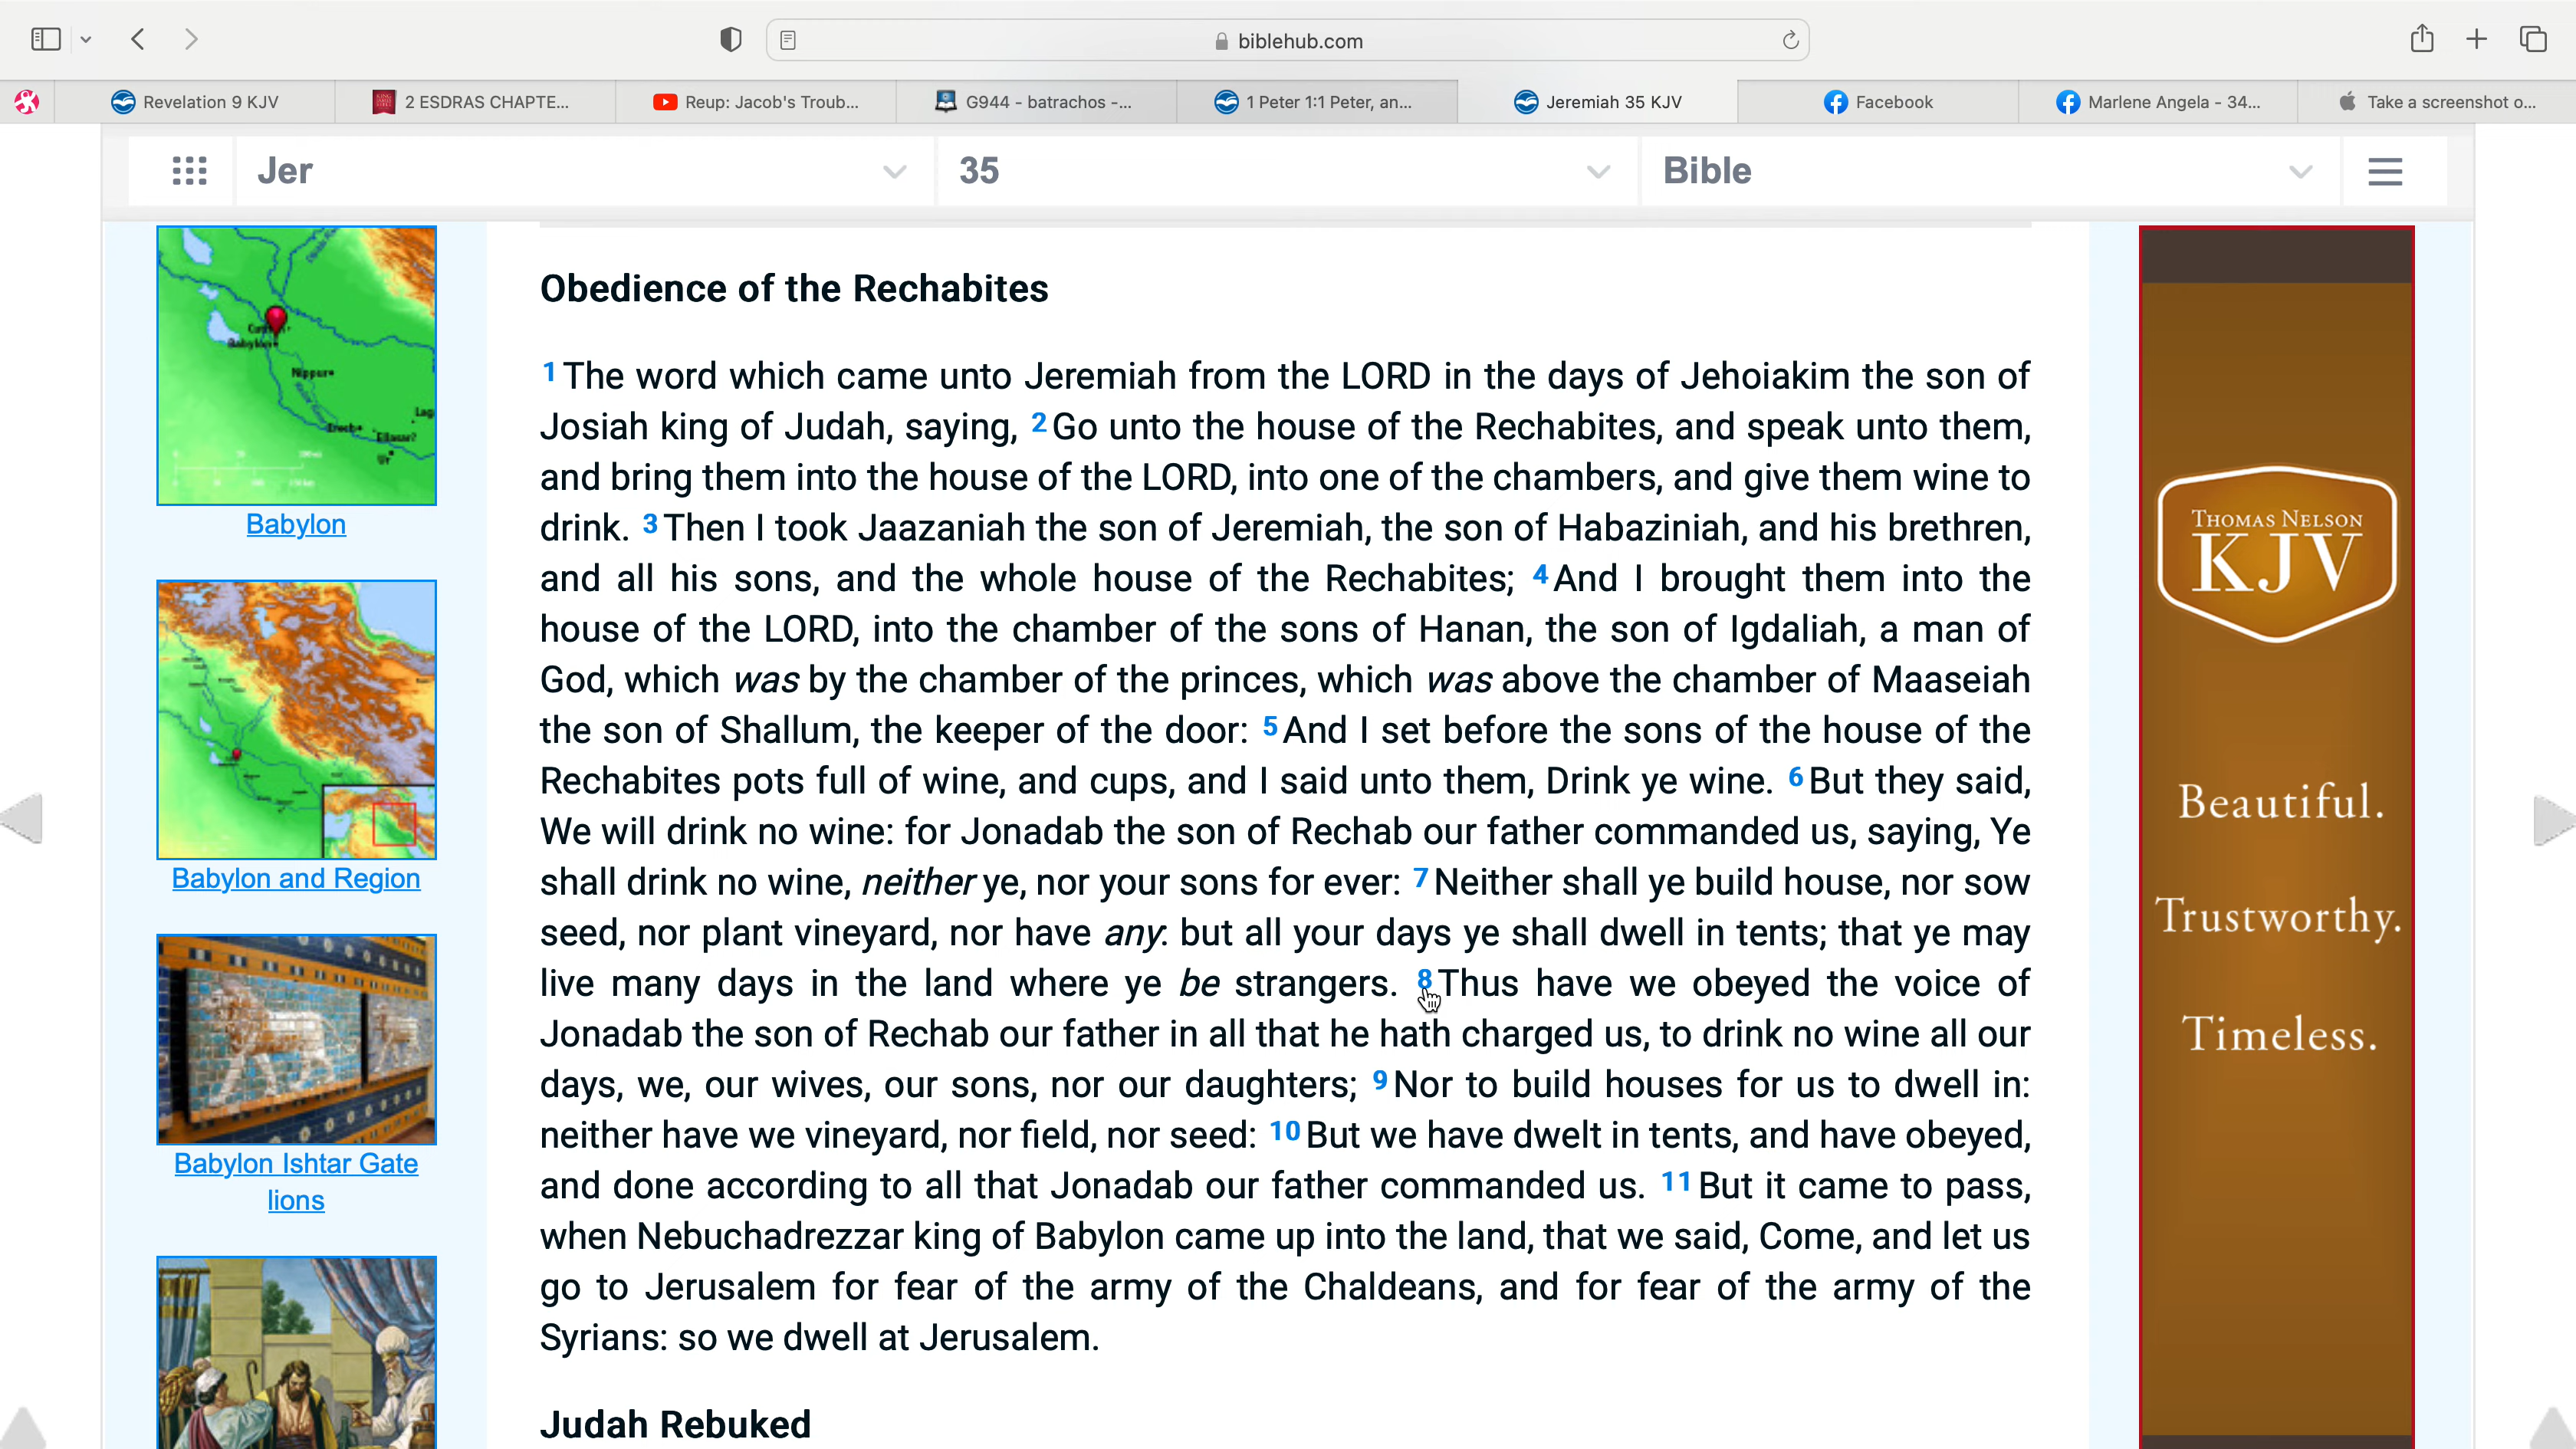 biblehub.com
Revelation 9 KJV
2 ESDRAS CHAPTE...
Reup: Jacob's Troub...
G944 - batrachos -...
1 Peter 1:1 Peter, an...
Jeremiah 35 KJV
Facebook
Marlene Angela - 34...
Take a screenshot o...
Jer
35
Bible
Babylon
Nippur
Erech
Ellasar?
Ur
Babylon
Babylon and Region
Babylon Ishtar Gate
lions
Obedience of the Rechabites
1 The word which came unto Jeremiah from the LORD in the days of Jehoiakim the son of
Josiah king of Judah, saying, 2 Go unto the house of the Rechabites, and speak unto them,
and bring them into the house of the LORD, into one of the chambers, and give them wine to
drink. 3 Then I took Jaazaniah the son of Jeremiah, the son of Habaziniah, and his brethren,
and all his sons, and the whole house of the Rechabites; 4 And I brought them into the
house of the LORD, into the chamber of the sons of Hanan, the son of Igdaliah, a man of
God, which was by the chamber of the princes, which was above the chamber of Maaseiah
the son of Shallum, the keeper of the door: 5 And I set before the sons of the house of the
Rechabites pots full of wine, and cups, and I said unto them, Drink ye wine. 6 But they said,
We will drink no wine: for Jonadab the son of Rechab our father commanded us, saying, Ye
shall drink no wine, neither ye, nor your sons for ever: 7 Neither shall ye build house, nor sow
seed, nor plant vineyard, nor have any: but all your days ye shall dwell in tents; that ye may
live many days in the land where ye be strangers. 8 Thus have we obeyed the voice of
Jonadab the son of Rechab our father in all that he hath charged us, to drink no wine all our
days, we, our wives, our sons, nor our daughters; 9 Nor to build houses for us to dwell in:
neither have we vineyard, nor field, nor seed: 10 But we have dwelt in tents, and have obeyed,
and done according to all that Jonadab our father commanded us. 11 But it came to pass,
when Nebuchadrezzar king of Babylon came up into the land, that we said, Come, and let us
go to Jerusalem for fear of the army of the Chaldeans, and for fear of the army of the
Syrians: so we dwell at Jerusalem.
Judah Rebuked
THOMAS NELSON
KJV
Beautiful.
Trustworthy.
Timeless.